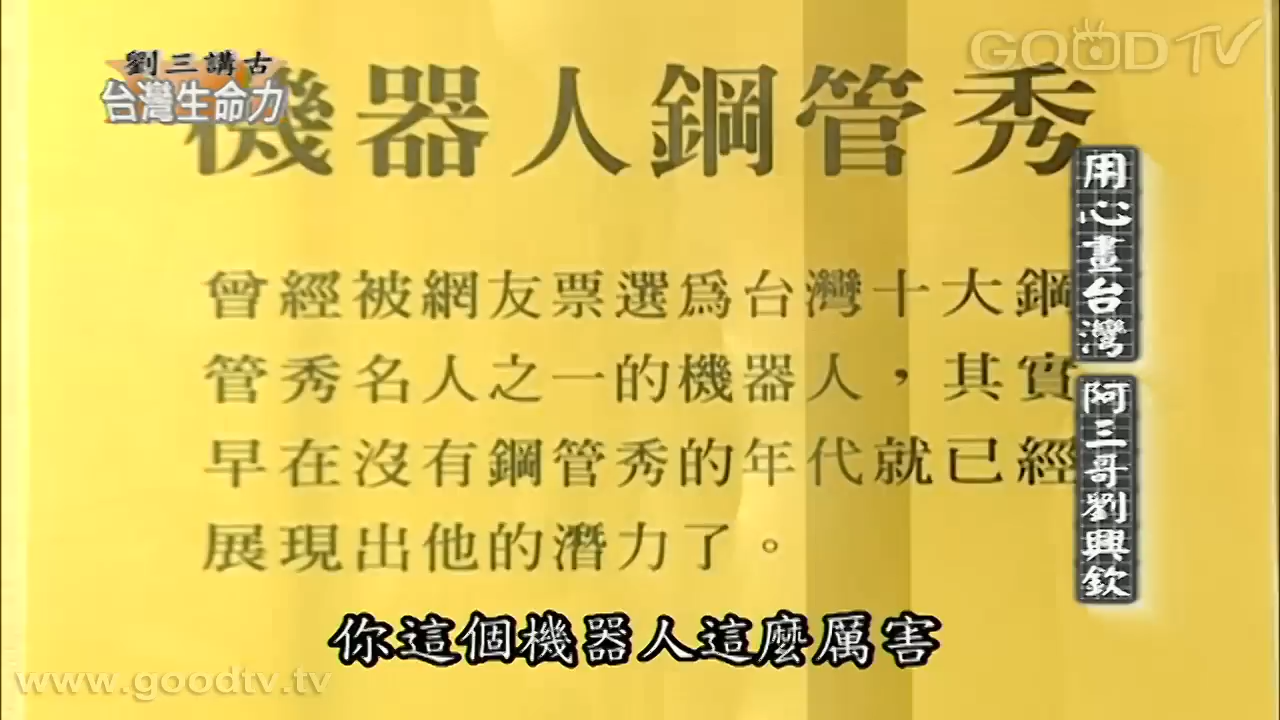 劉三講古
台灣生命力
GOOD TV
機器人鋼管秀
曾經被網友票選為台灣十大鋼
管秀名人之一的機器人，其實
早在沒有鋼管秀的年代就已經
展現出他的潛力了。
用心畫台灣
阿三哥劉興欽
你這個機器人這麼厲害
www.goodtv.tv